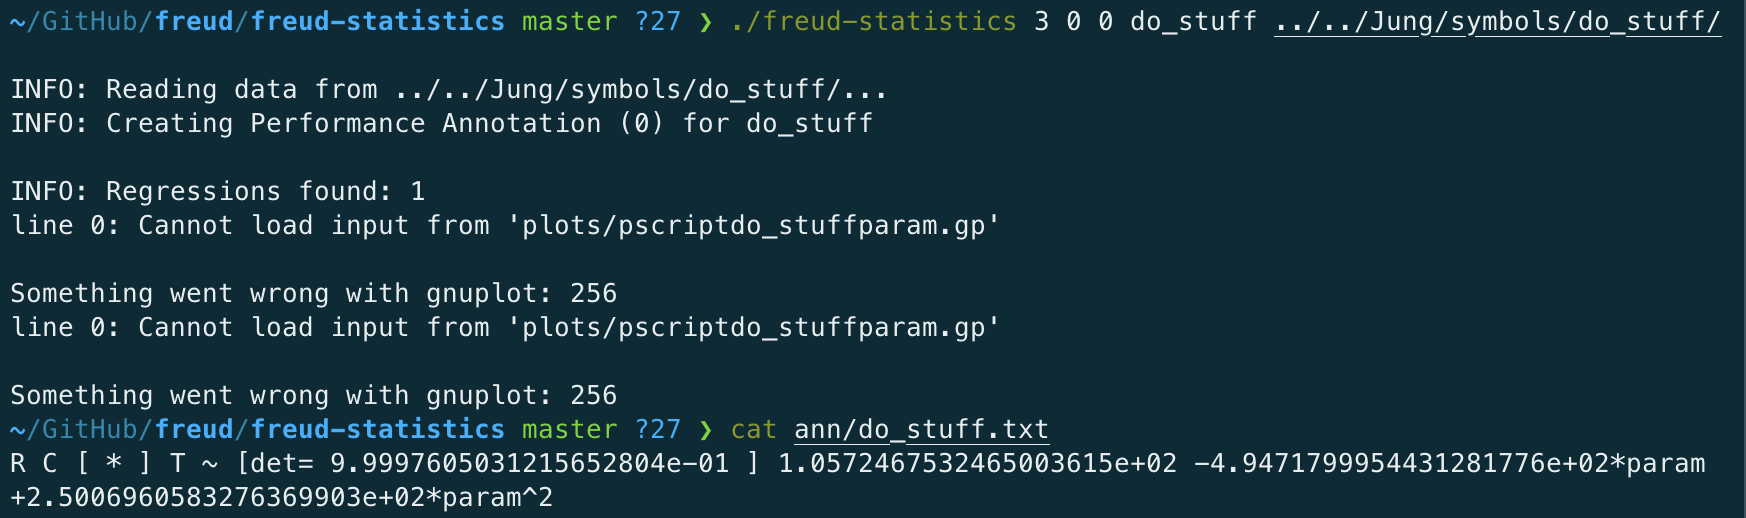 ~/GitHub/freud/freud-statistics master ?27 ❯ ./freud-statistics 3 0 0 do_stuff ../../Jung/symbols/do_stuff/
INFO: Reading data from ../../Jung/symbols/do_stuff/...
INFO: Creating Performance Annotation (0) for do_stuff
INFO: Regressions found: 1
line 0: Cannot load input from 'plots/pscriptdo_stuffparam.gp'
Something went wrong with gnuplot: 256
line 0: Cannot load input from 'plots/pscriptdo_stuffparam.gp'
Something went wrong with gnuplot: 256
~/GitHub/freud/freud-statistics master ?27 ❯ cat ann/do_stuff.txt
R C [ * ] T ~ [det= 9.9997605031215652804e-01 ] 1.0572467532465003615e+02 -4.9471799954431281776e+02*param
+2.5006960583276369903e+02*param^2